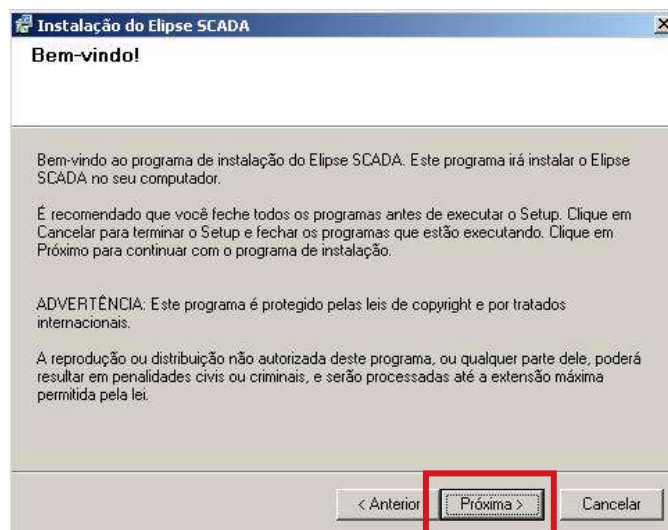 Instalação do Elipse SCADA
Bem-vindo!
Bem-vindo ao programa de instalação do Elipse SCADA. Este programa irá instalar o Elipse
SCADA no seu computador.
É recomendado que você feche todos os programas antes de executar o Setup. Clique em
Cancelar para terminar o Setup e fechar os programas que estão executando. Clique em
Próximo para continuar com o programa de instalação.
ADVERTÊNCIA: Este programa é protegido pelas leis de copyright e por tratados
internacionais.
A reprodução ou distribuição não autorizada deste programa, ou qualquer parte dele, poderá
resultar em penalidades civis ou criminais, e serão processadas até a extensão máxima
permitida pela lei.
< Anterior Próxima > Cancelar